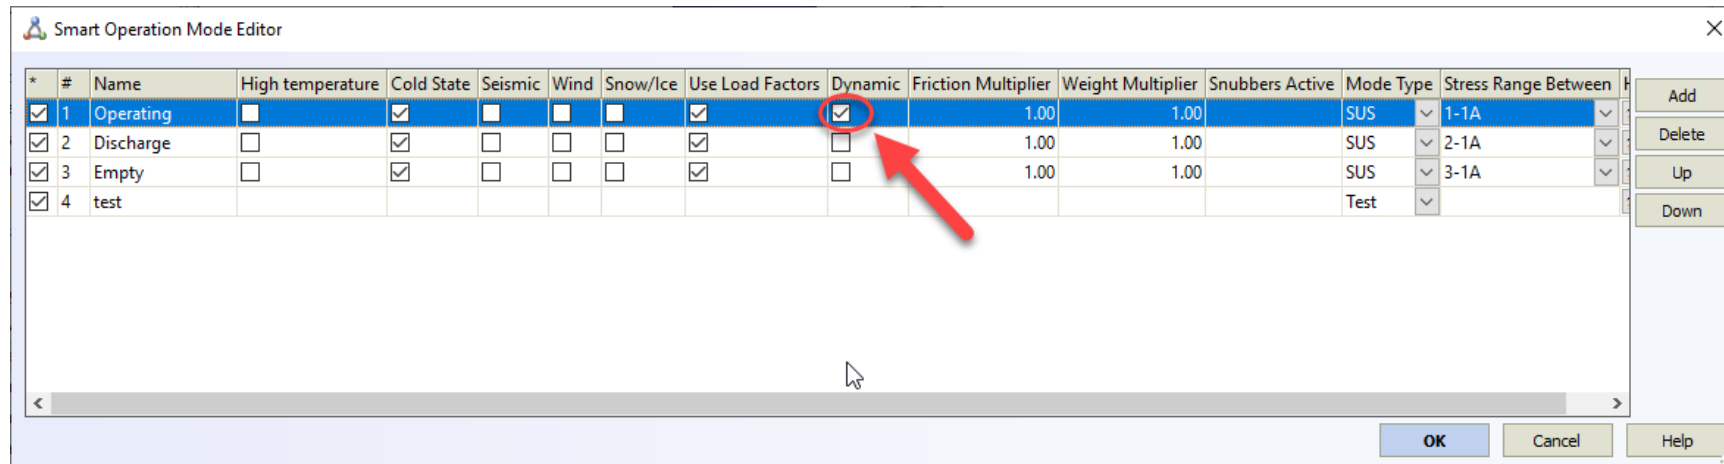 Smart Operation Mode Editor
* # Name High temperature Cold State Seismic Wind Snow/Ice Use Load Factors Dynamic Friction Multiplier Weight Multiplier Snubbers Active Mode Type Stress Range Between
1 Operating 1.00 1.00 SUS 1-1A
2 Discharge 1.00 1.00 SUS 2-1A
3 Empty 1.00 1.00 SUS 3-1A
4 test Test
Add
Delete
Up
Down
OK Cancel Help